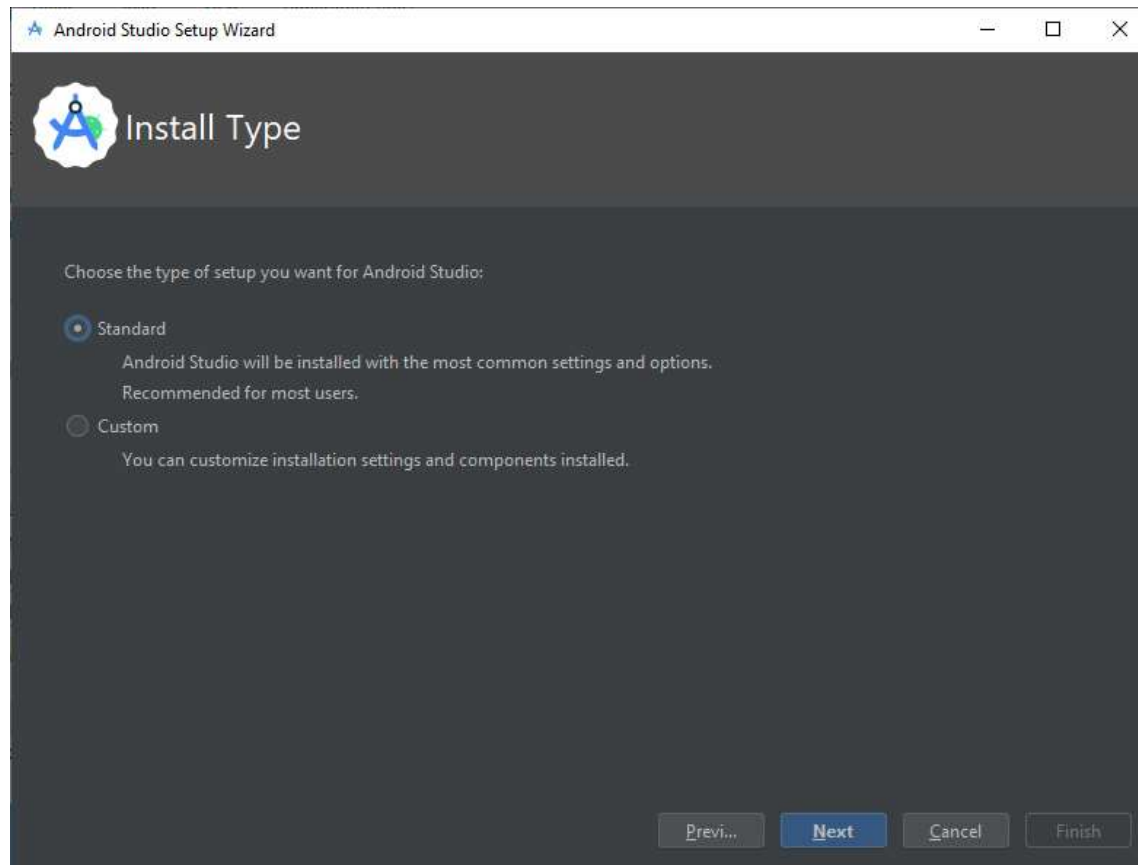 Android Studio Setup Wizard
Install Type
Choose the type of setup you want for Android Studio:
Standard
Android Studio will be installed with the most common settings and options.
Recommended for most users.
Custom
You can customize installation settings and components installed.
Previ... Next Cancel Finish